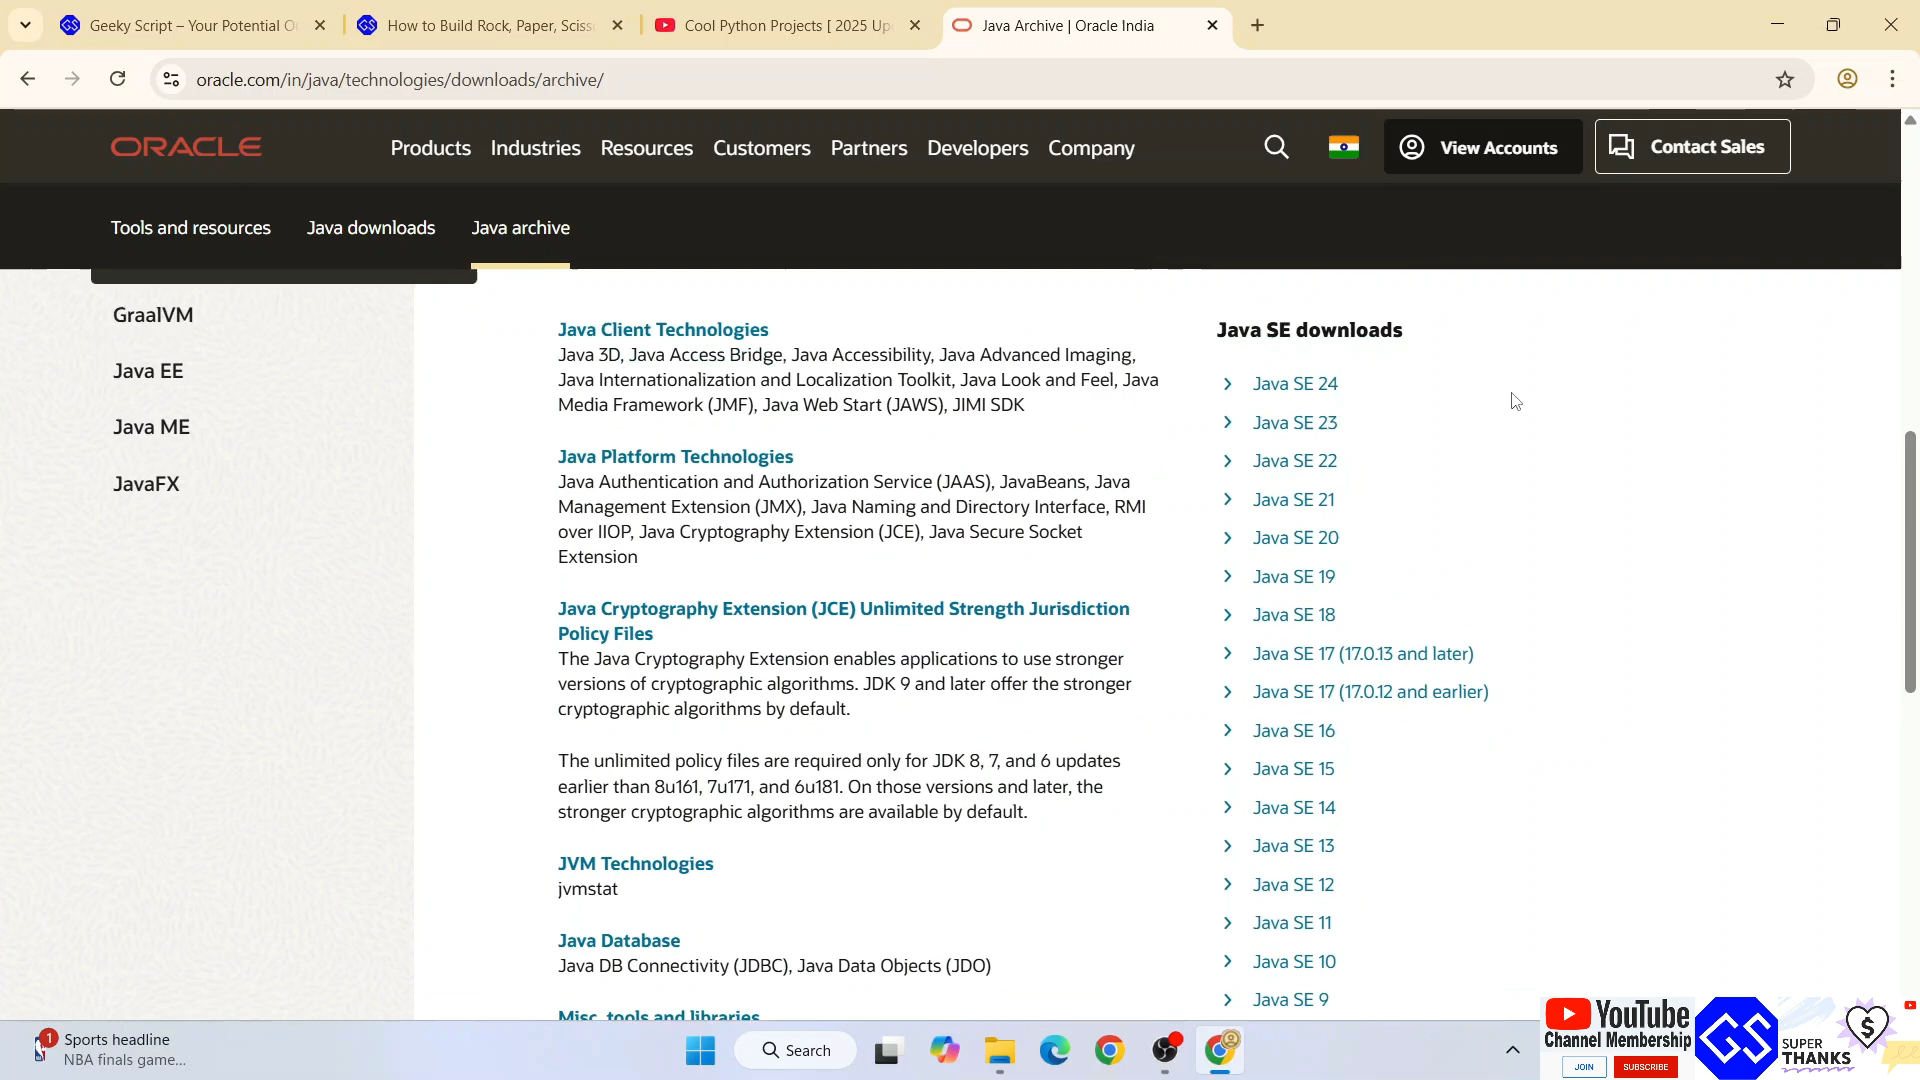 Geeky Script – Your Potential O
How to Build Rock, Paper, Sciss
Cool Python Projects [ 2025 Up
Java Archive | Oracle India
oracle.com/in/java/technologies/downloads/archive/
ORACLE
Products
Industries
Resources
Customers
Partners
Developers
Company
View Accounts
Contact Sales
Tools and resources
Java downloads
Java archive
GraalVM
Java EE
Java ME
JavaFX
Java Client Technologies
Java 3D, Java Access Bridge, Java Accessibility, Java Advanced Imaging,
Java Internationalization and Localization Toolkit, Java Look and Feel, Java
Media Framework (JMF), Java Web Start (JAWS), JIMI SDK
Java Platform Technologies
Java Authentication and Authorization Service (JAAS), JavaBeans, Java
Management Extension (JMX), Java Naming and Directory Interface, RMI
over IIOP, Java Cryptography Extension (JCE), Java Secure Socket
Extension
Java Cryptography Extension (JCE) Unlimited Strength Jurisdiction
Policy Files
The Java Cryptography Extension enables applications to use stronger
versions of cryptographic algorithms. JDK 9 and later offer the stronger
cryptographic algorithms by default.
The unlimited policy files are required only for JDK 8, 7, and 6 updates
earlier than 8u161, 7u171, and 6u181. On those versions and later, the
stronger cryptographic algorithms are available by default.
JVM Technologies
jvmstat
Java Database
Java DB Connectivity (JDBC), Java Data Objects (JDO)
Misc. tools and libraries
Java SE downloads
Java SE 24
Java SE 23
Java SE 22
Java SE 21
Java SE 20
Java SE 19
Java SE 18
Java SE 17 (17.0.13 and later)
Java SE 17 (17.0.12 and earlier)
Java SE 16
Java SE 15
Java SE 14
Java SE 13
Java SE 12
Java SE 11
Java SE 10
Java SE 9
1
Sports headline
NBA finals game...
Search
YouTube
Channel Membership
JOIN
SUBSCRIBE
GS
SUPER
THANKS
$